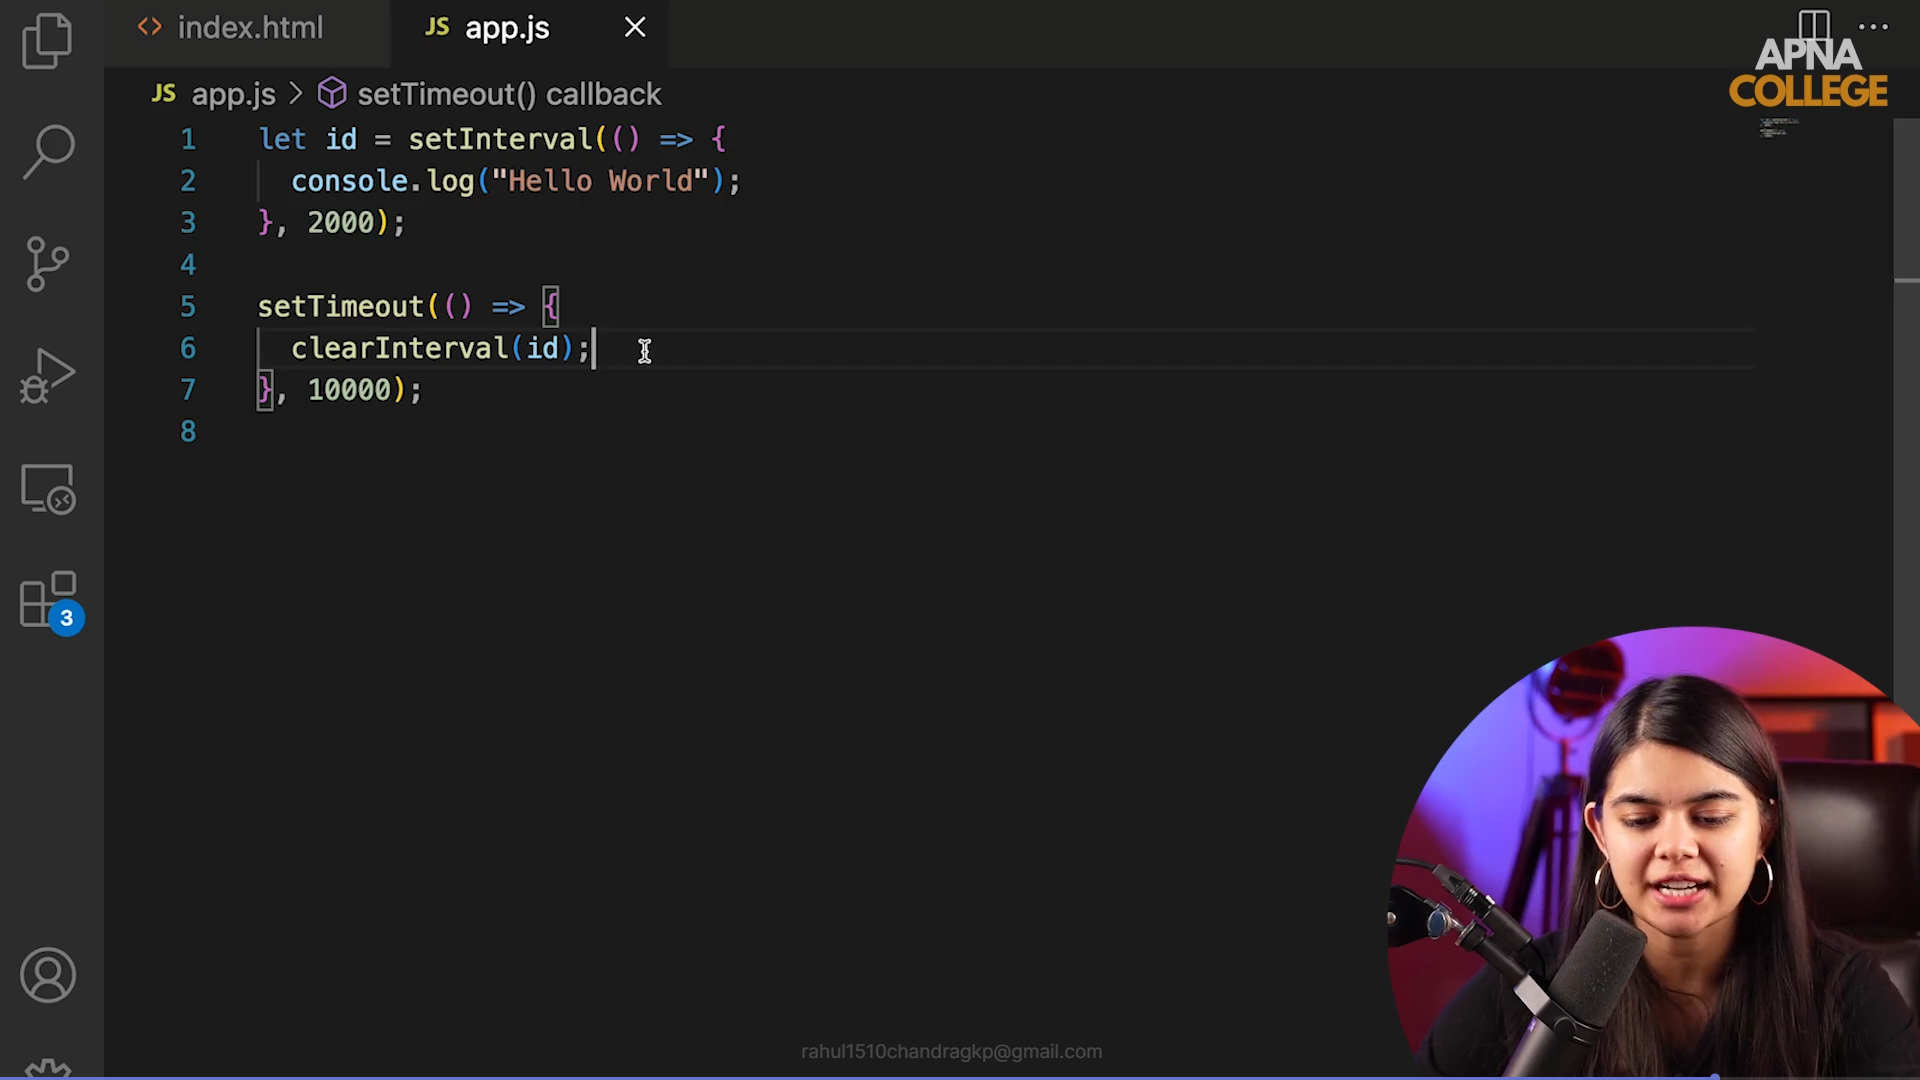 index.html
JS app.js
APNA
COLLEGE
JS app.js > setTimeout() callback
1 let id = setInterval(() => {
2 console.log("Hello World");
3 }, 2000);
4
5 setTimeout(() => {
6 clearInterval(id);
7 }, 10000);
8
3
rahul1510chandragkp@gmail.com